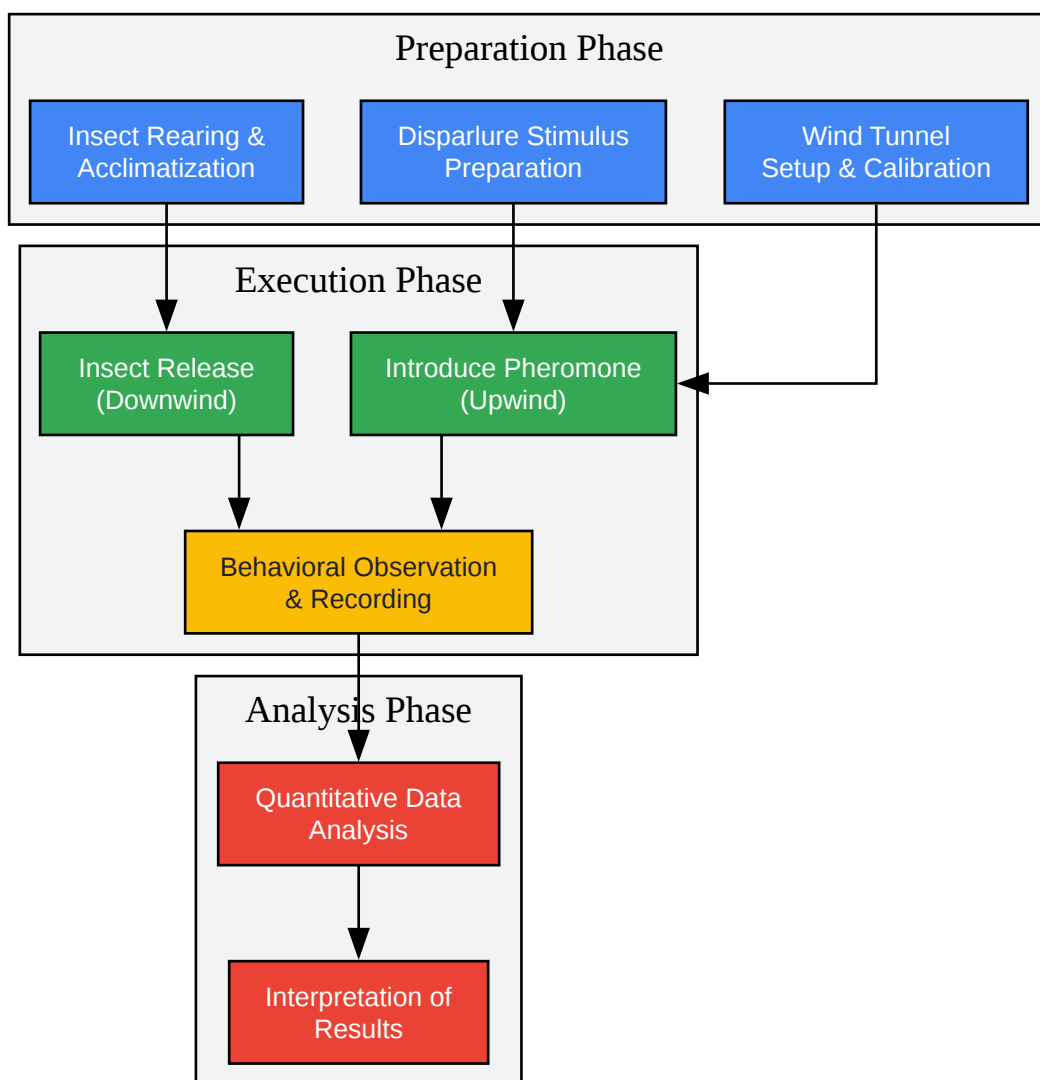 Preparation Phase
Insect Rearing &
Acclimatization
Disparlure Stimulus
Preparation
Wind Tunnel
Setup & Calibration
Execution Phase
Insect Release
(Downwind)
Introduce Pheromone
(Upwind)
Behavioral Observation
& Recording
Analysis Phase
Quantitative Data
Analysis
Interpretation of
Results